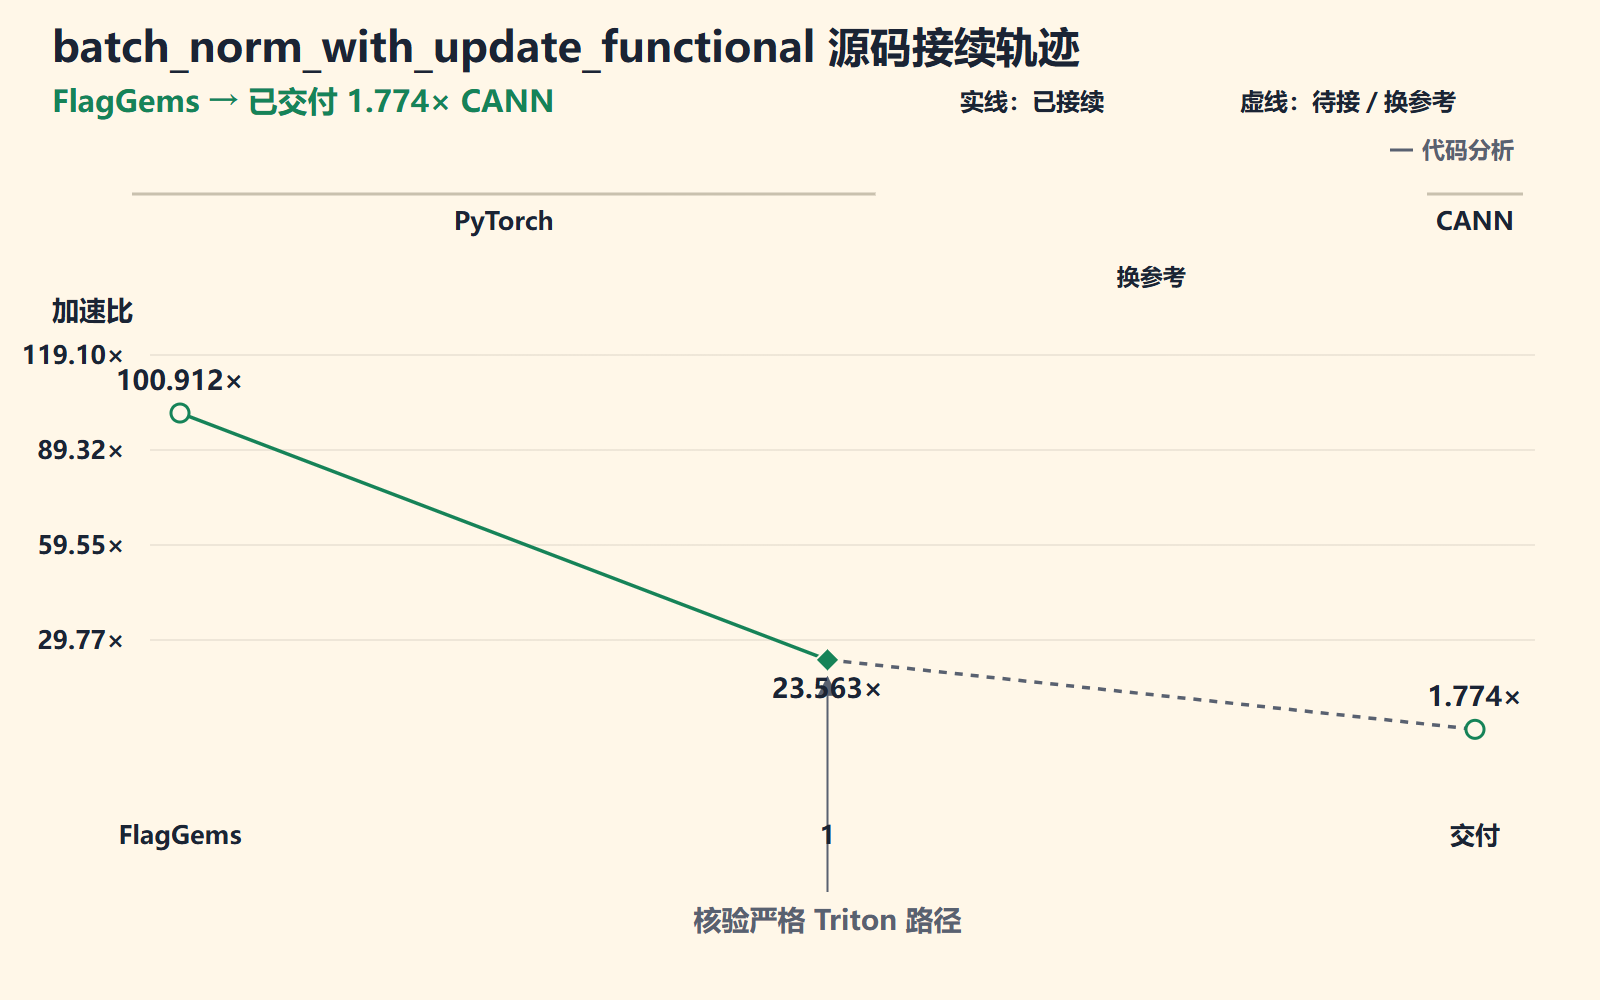 batch_norm_with_update_functional 源码接续轨迹
FlagGems → 已交付 1.774× CANN
实线：已接续
虚线：待接 / 换参考
代码分析
PyTorch
CANN
换参考
加速比
119.10×
100.912×
89.32×
59.55×
29.77×
23.563×
1.774×
FlagGems
1
交付
核验严格 Triton 路径